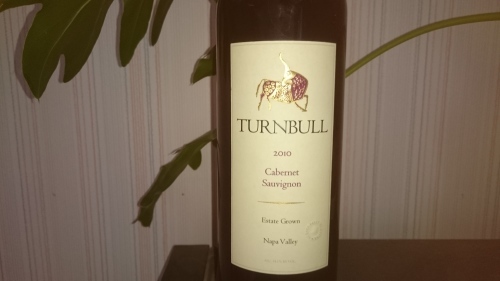 TURNBULL
2010
Cabernet
Sauvignon
Estate Grown
Napa Valley